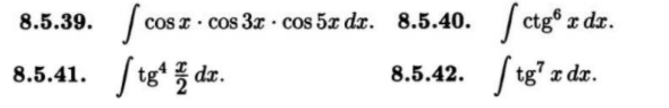 8.5.39. ∫ cos x · cos 3x · cos 5x dx. 8.5.40. ∫ ctg⁶ x dx.
8.5.41. ∫ tg⁴ x/2 dx. 8.5.42. ∫ tg⁷ x dx.